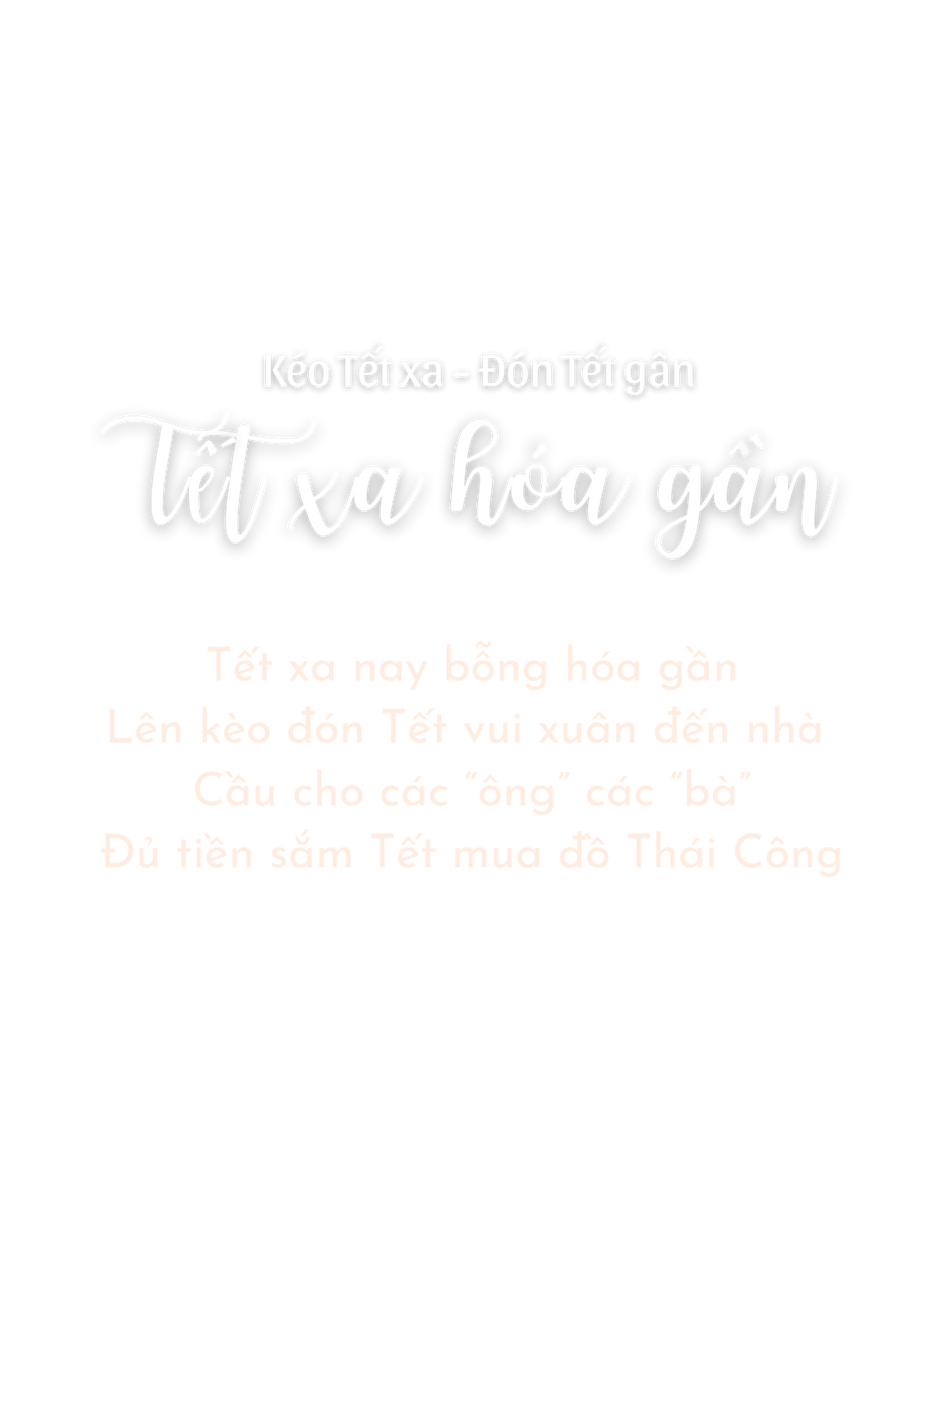 Kéo Tết xa - Đón Tết gần
Tết xa hóa gần
Tết xa nay bỗng hóa gần
Lên kèo đón Tết vui xuân đến nhà
Cầu cho các “ông” các “bà”
Đủ tiền sắm Tết mua đồ Thái Công